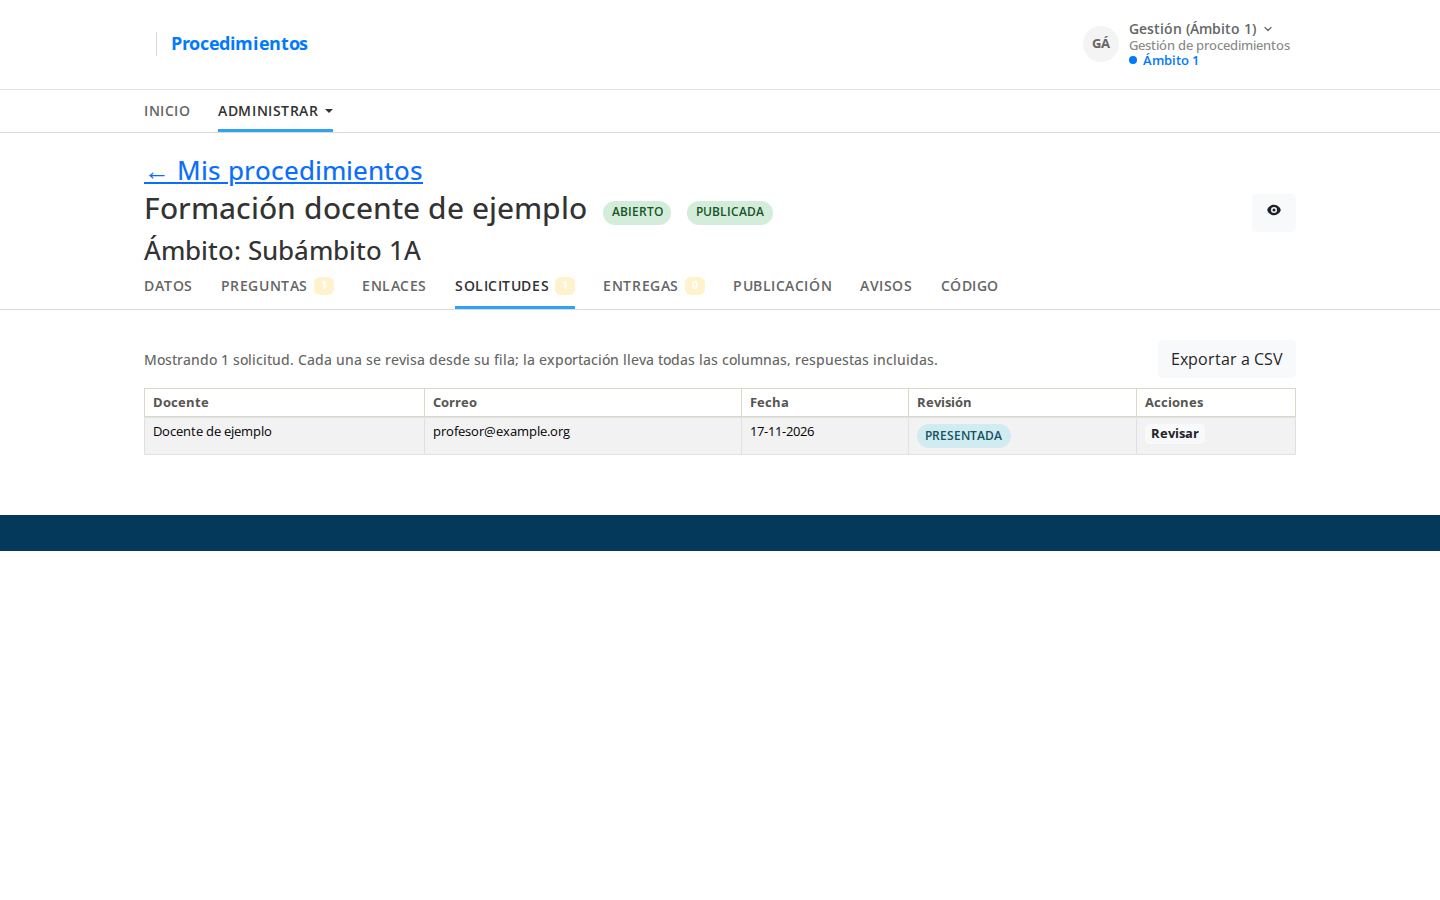 Procedimientos
GÁ
Gestión (Ámbito 1)
Gestión de procedimientos
Ámbito 1
INICIO
ADMINISTRAR
← Mis procedimientos
Formación docente de ejemplo ABIERTO PUBLICADA
Ámbito: Subámbito 1A
DATOS PREGUNTAS 1 ENLACES SOLICITUDES 1 ENTREGAS 0 PUBLICACIÓN AVISOS CÓDIGO
Mostrando 1 solicitud. Cada una se revisa desde su fila; la exportación lleva todas las columnas, respuestas incluidas.
Exportar a CSV
Docente Correo Fecha Revisión Acciones
Docente de ejemplo profesor@example.org 17-11-2026 PRESENTADA Revisar